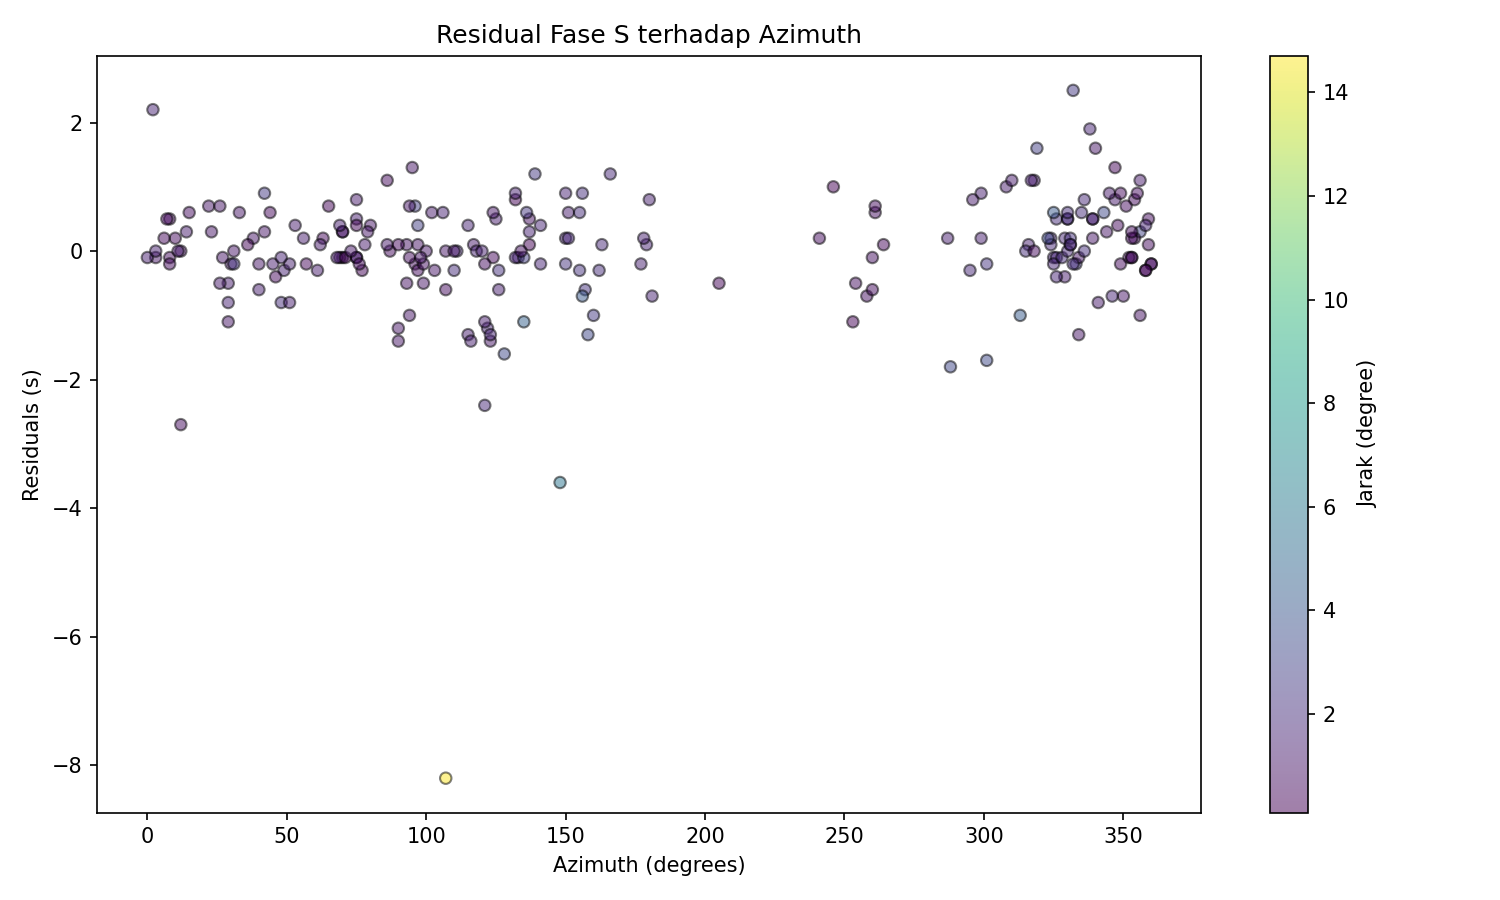 Residual Fase S terhadap Azimuth
2
0
−2
−4
−6
−8
Residuals (s)
0 50 100 150 200 250 300 350
Azimuth (degrees)
14
12
10
8
6
4
2
Jarak (degree)